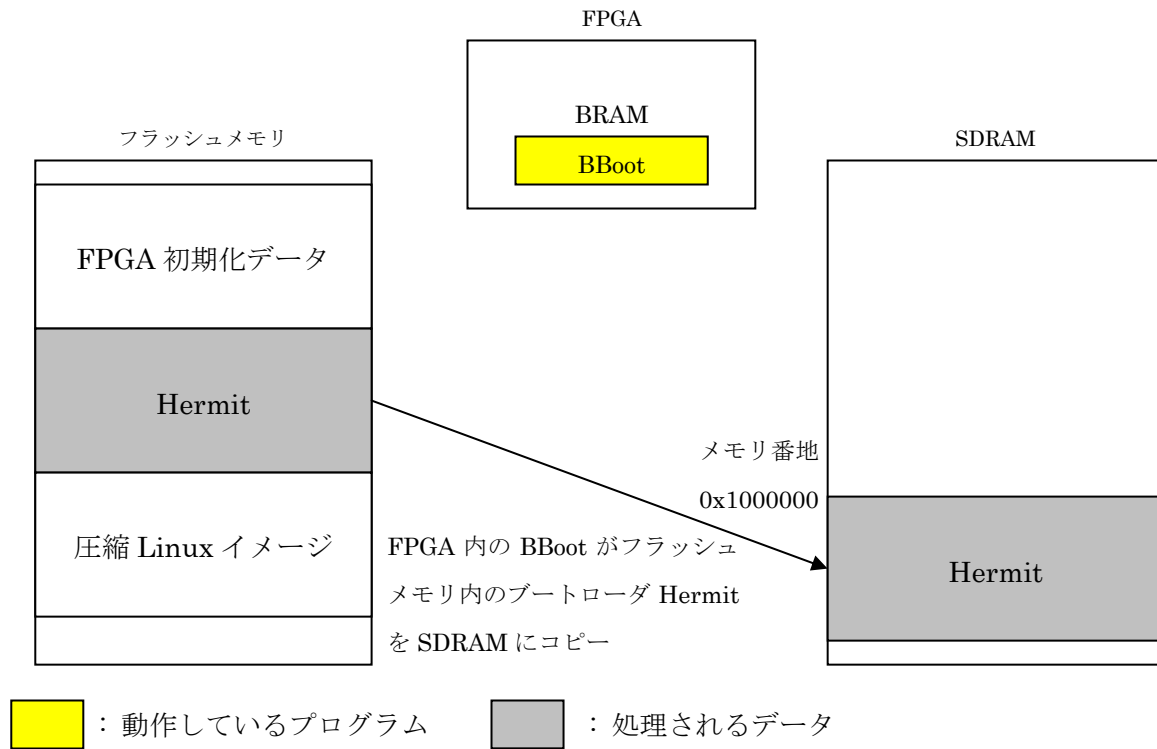 FPGA
BRAM
BBoot
フラッシュメモリ
FPGA 初期化データ
Hermit
圧縮 Linux イメージ
SDRAM
メモリ番地
0x1000000
Hermit
FPGA 内の BBoot がフラッシュ
メモリ内のブートローダ Hermit
を SDRAM にコピー
：動作しているプログラム
：処理されるデータ